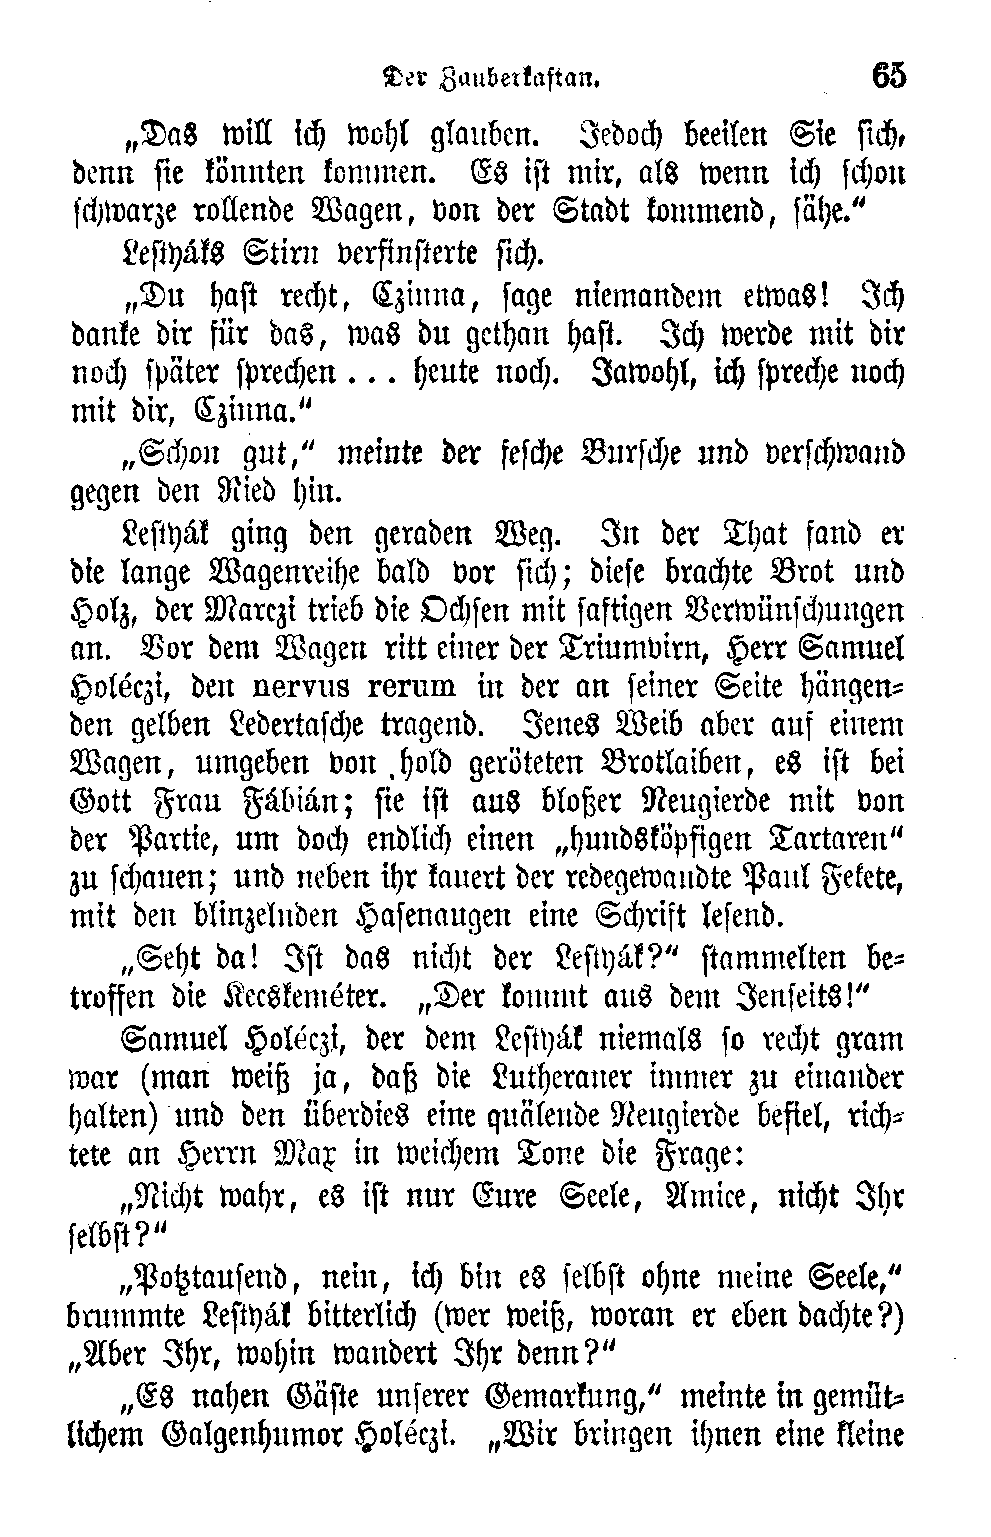 Der Zauberkaftan. 65
„Das will ich wohl glauben. Jedoch beeilen Sie sich,
denn sie könnten kommen. Es ist mir, als wenn ich schon
schwarze rollende Wagen, von der Stadt kommend, sähe.“
Lestyáks Stirn verfinsterte sich.
„Du hast recht, Czinna, sage niemandem etwas! Ich
danke dir für das, was du gethan hast. Ich werde mit dir
noch später sprechen . . . heute noch. Jawohl, ich spreche noch
mit dir, Czinna.“
„Schon gut,“ meinte der fesche Bursche und verschwand
gegen den Ried hin.
Lestyák ging den geraden Weg. In der That fand er
die lange Wagenreihe bald vor sich; diese brachte Brot und
Holz, der Marczi trieb die Ochsen mit saftigen Verwünschungen
an. Vor dem Wagen ritt einer der Triumvirn, Herr Samuel
Holéczi, den nervus rerum in der an seiner Seite hängen-
den gelben Ledertasche tragend. Jenes Weib aber auf einem
Wagen, umgeben von hold geröteten Brotlaiben, es ist bei
Gott Frau Fábián; sie ist aus bloßer Neugierde mit von
der Partie, um doch endlich einen „hundsköpfigen Tartaren“
zu schauen; und neben ihr kauert der redegewandte Paul Fekete,
mit den blinzelnden Hasenaugen eine Schrift lesend.
„Seht da! Ist das nicht der Lestyák?“ stammelten be-
troffen die Kecskeméter. „Der kommt aus dem Jenseits!“
Samuel Holéczi, der dem Lestyák niemals so recht gram
war (man weiß ja, daß die Lutheraner immer zu einander
halten) und den überdies eine quälende Neugierde befiel, rich-
tete an Herrn Max in weichem Tone die Frage:
„Nicht wahr, es ist nur Eure Seele, Amice, nicht Ihr
selbst?“
„Potztausend, nein, ich bin es selbst ohne meine Seele,“
brummte Lestyák bitterlich (wer weiß, woran er eben dachte?)
„Aber Ihr, wohin wandert Ihr denn?“
„Es nahen Gäste unserer Gemarkung,“ meinte in gemüt-
lichem Galgenhumor Holéczi. „Wir bringen ihnen eine kleine